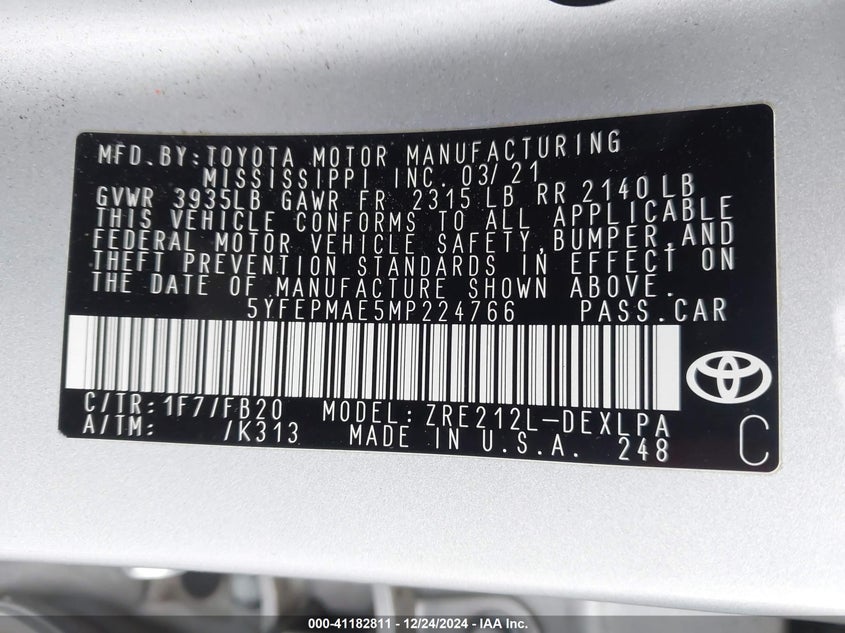 MFD. BY: TOYOTA MOTOR MANUFACTURING
MISSISSIPPI INC. 03/21
GVWR 3935LB GAWR FR 2315 LB RR 2140 LB
THIS VEHICLE CONFORMS TO ALL APPLICABLE
FEDERAL MOTOR VEHICLE SAFETY, BUMPER, AND
THEFT PREVENTION STANDARDS IN EFFECT ON
THE DATE OF MANUFACTURE SHOWN ABOVE.
5YFEPMAE5MP224766 PASS. CAR
C/TR: 1F7/FB20 MODEL: ZRE212L-DEXLPA
A/TM: /K313 MADE IN U.S.A. 248 C
000-41182811 - 12/24/2024 - IAA Inc.